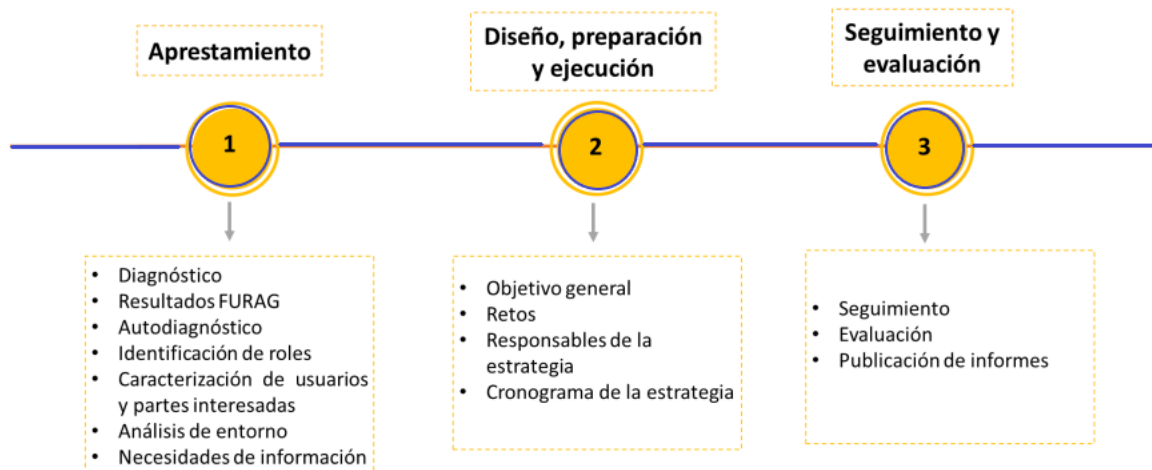 Aprestamiento
Diseño, preparación
y ejecución
Seguimiento y
evaluación
1
2
3
• Diagnóstico
• Resultados FURAG
• Autodiagnóstico
• Identificación de roles
• Caracterización de usuarios
y partes interesadas
• Análisis de entorno
• Necesidades de información
• Objetivo general
• Retos
• Responsables de la
estrategia
• Cronograma de la estrategia
• Seguimiento
• Evaluación
• Publicación de informes